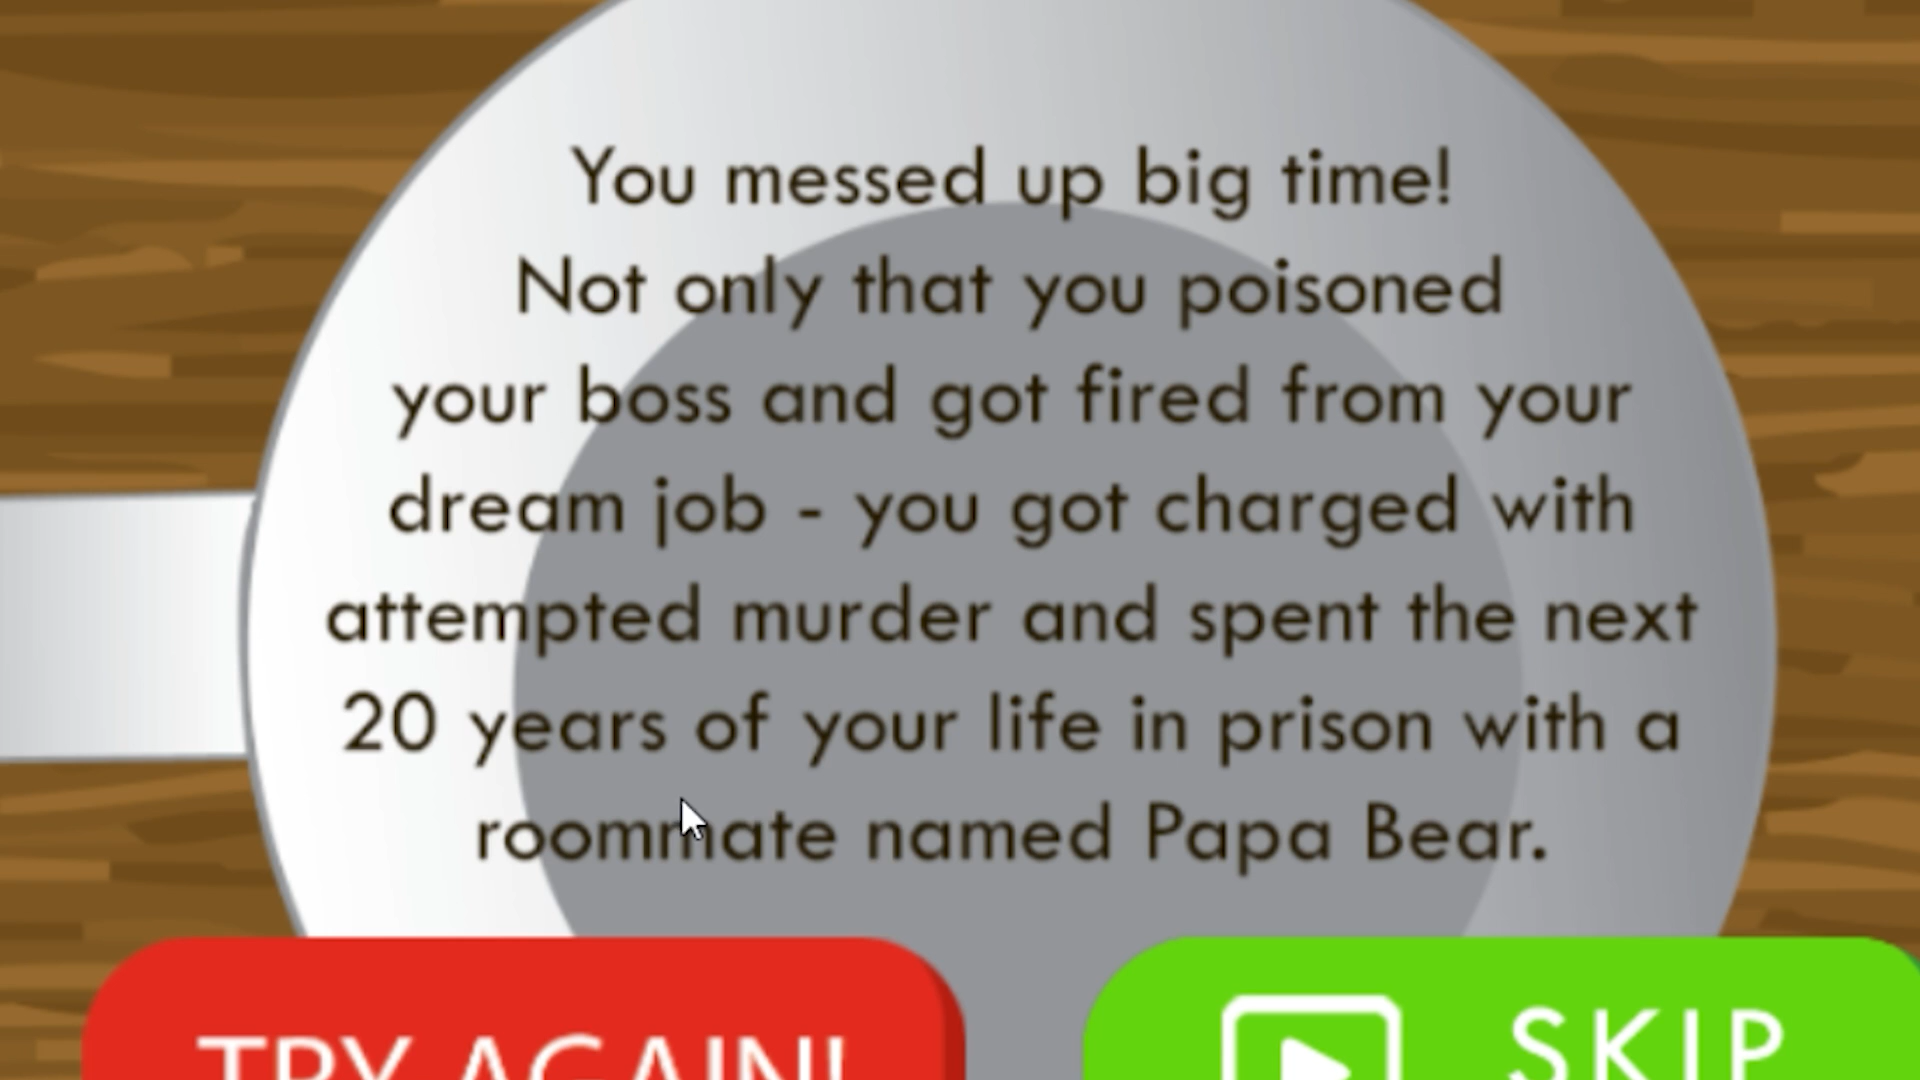 You messed up big time!
Not only that you poisoned
your boss and got fired from your
dream job - you got charged with
attempted murder and spent the next
20 years of your life in prison with a
roommate named Papa Bear.
TRY AGAIN!
SKIP